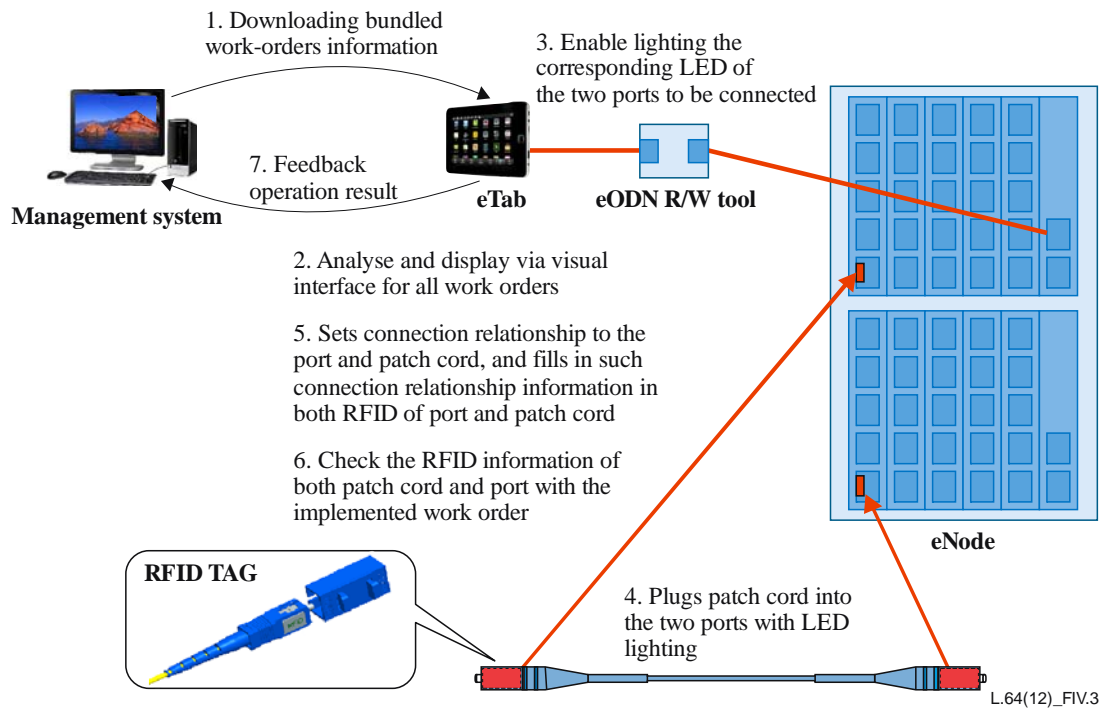 1. Downloading bundled
work-orders information
3. Enable lighting the
corresponding LED of
the two ports to be connected
7. Feedback
operation result
Management system
eTab
eODN R/W tool
2. Analyse and display via visual
interface for all work orders
5. Sets connection relationship to the
port and patch cord, and fills in such
connection relationship information in
both RFID of port and patch cord
6. Check the RFID information of
both patch cord and port with the
implemented work order
eNode
RFID TAG
RFID
4. Plugs patch cord into
the two ports with LED
lighting
L.64(12)_FIV.3